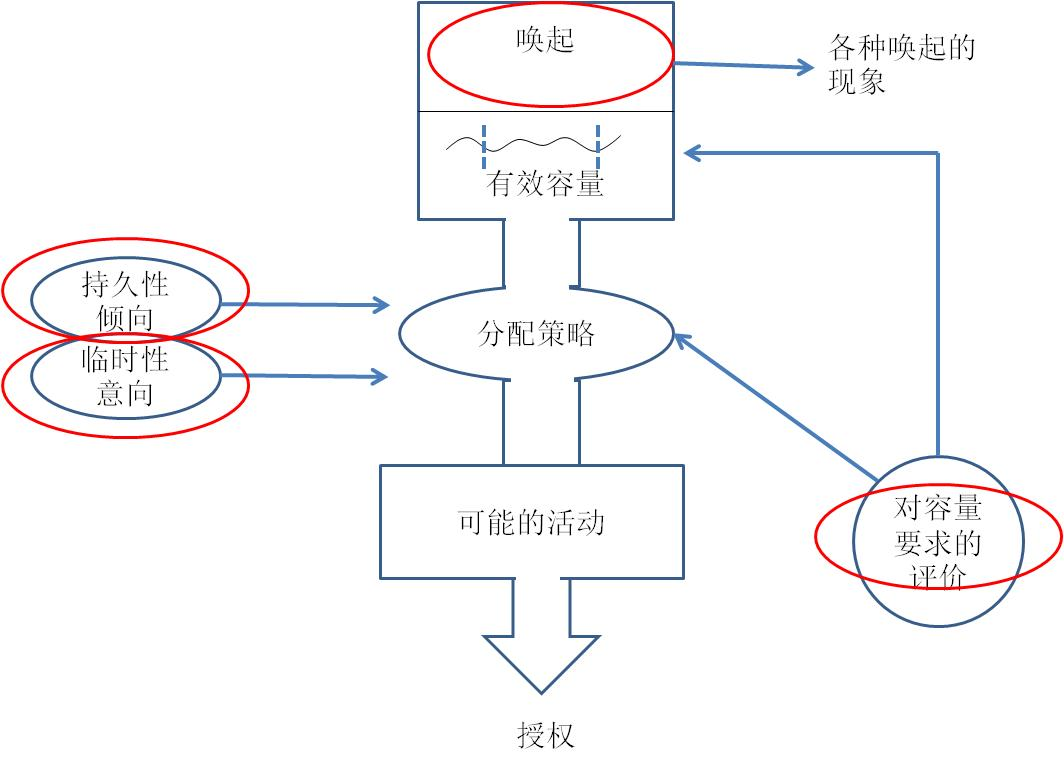 唤起
各种唤起的
现象
有效容量
持久性
倾向
临时性
意向
分配策略
对容量
要求的
评价
可能的活动
授权